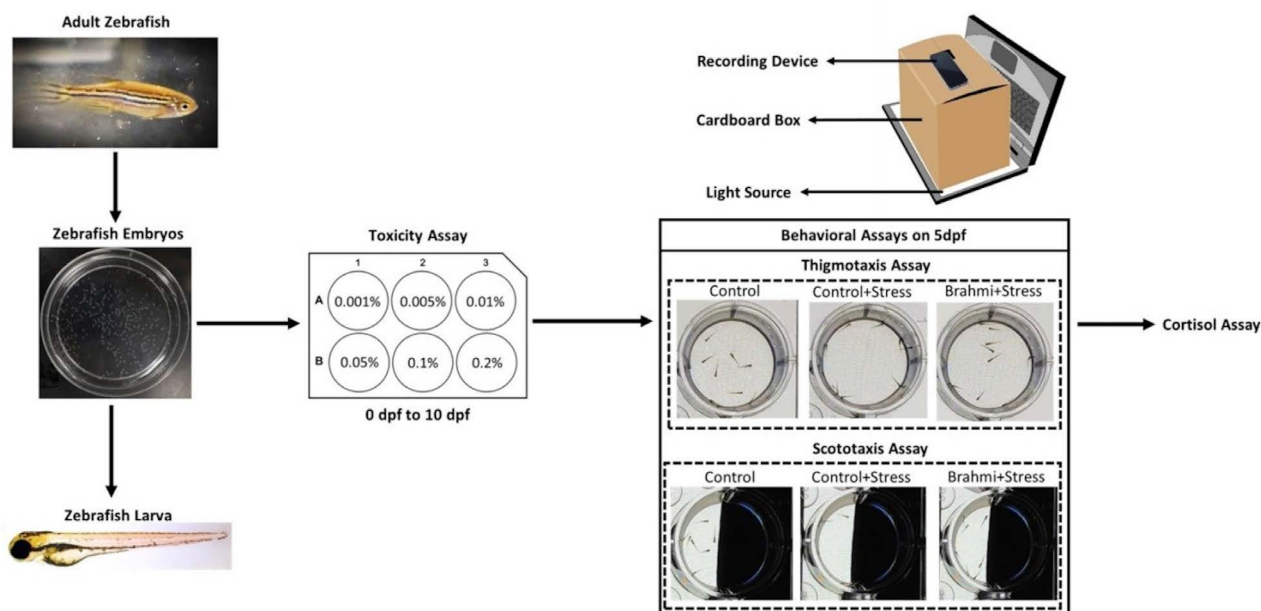 Adult Zebrafish
Recording Device
Cardboard Box
Light Source
Zebrafish Embryos
Toxicity Assay
1 2 3
A 0.001% 0.005% 0.01%
B 0.05% 0.1% 0.2%
0 dpf to 10 dpf
Behavioral Assays on 5dpf
Thigmotaxis Assay
Control Control+Stress Brahmi+Stress
Cortisol Assay
Scototaxis Assay
Control Control+Stress Brahmi+Stress
Zebrafish Larva